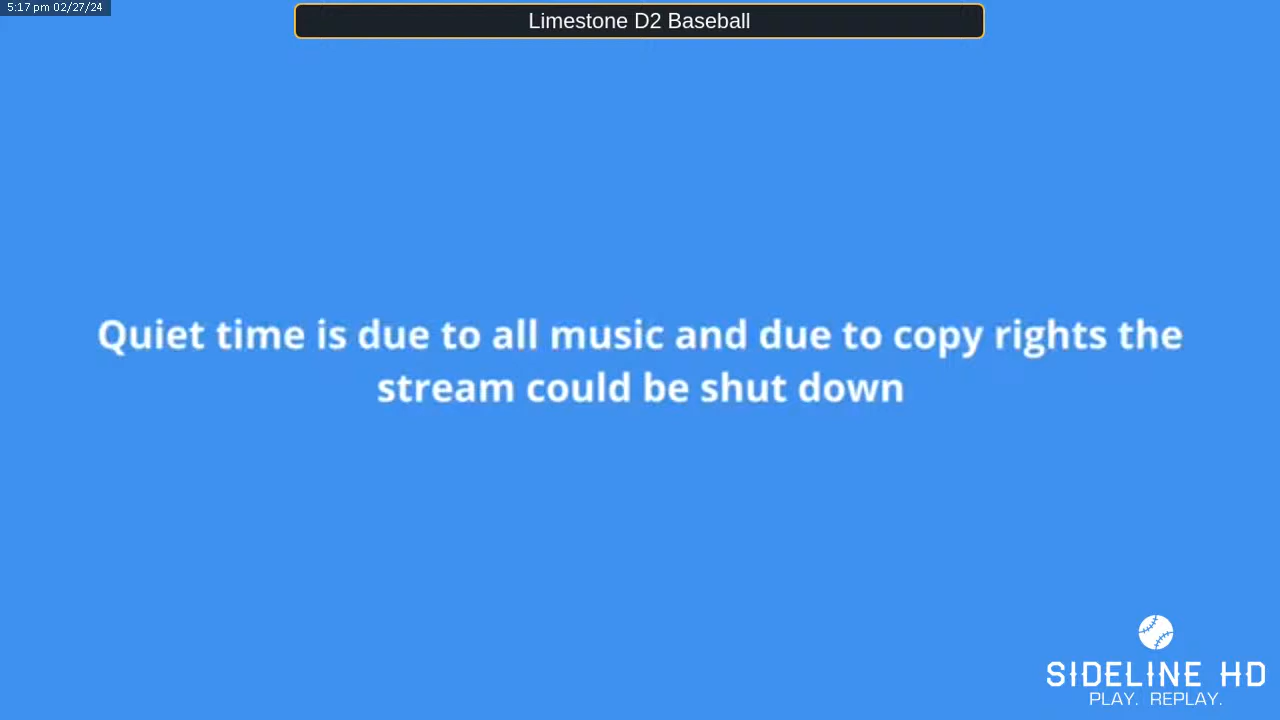 5:17 pm 02/27/24
Limestone D2 Baseball
Quiet time is due to all music and due to copy rights the
stream could be shut down
SIDELINE HD
PLAY. REPLAY.